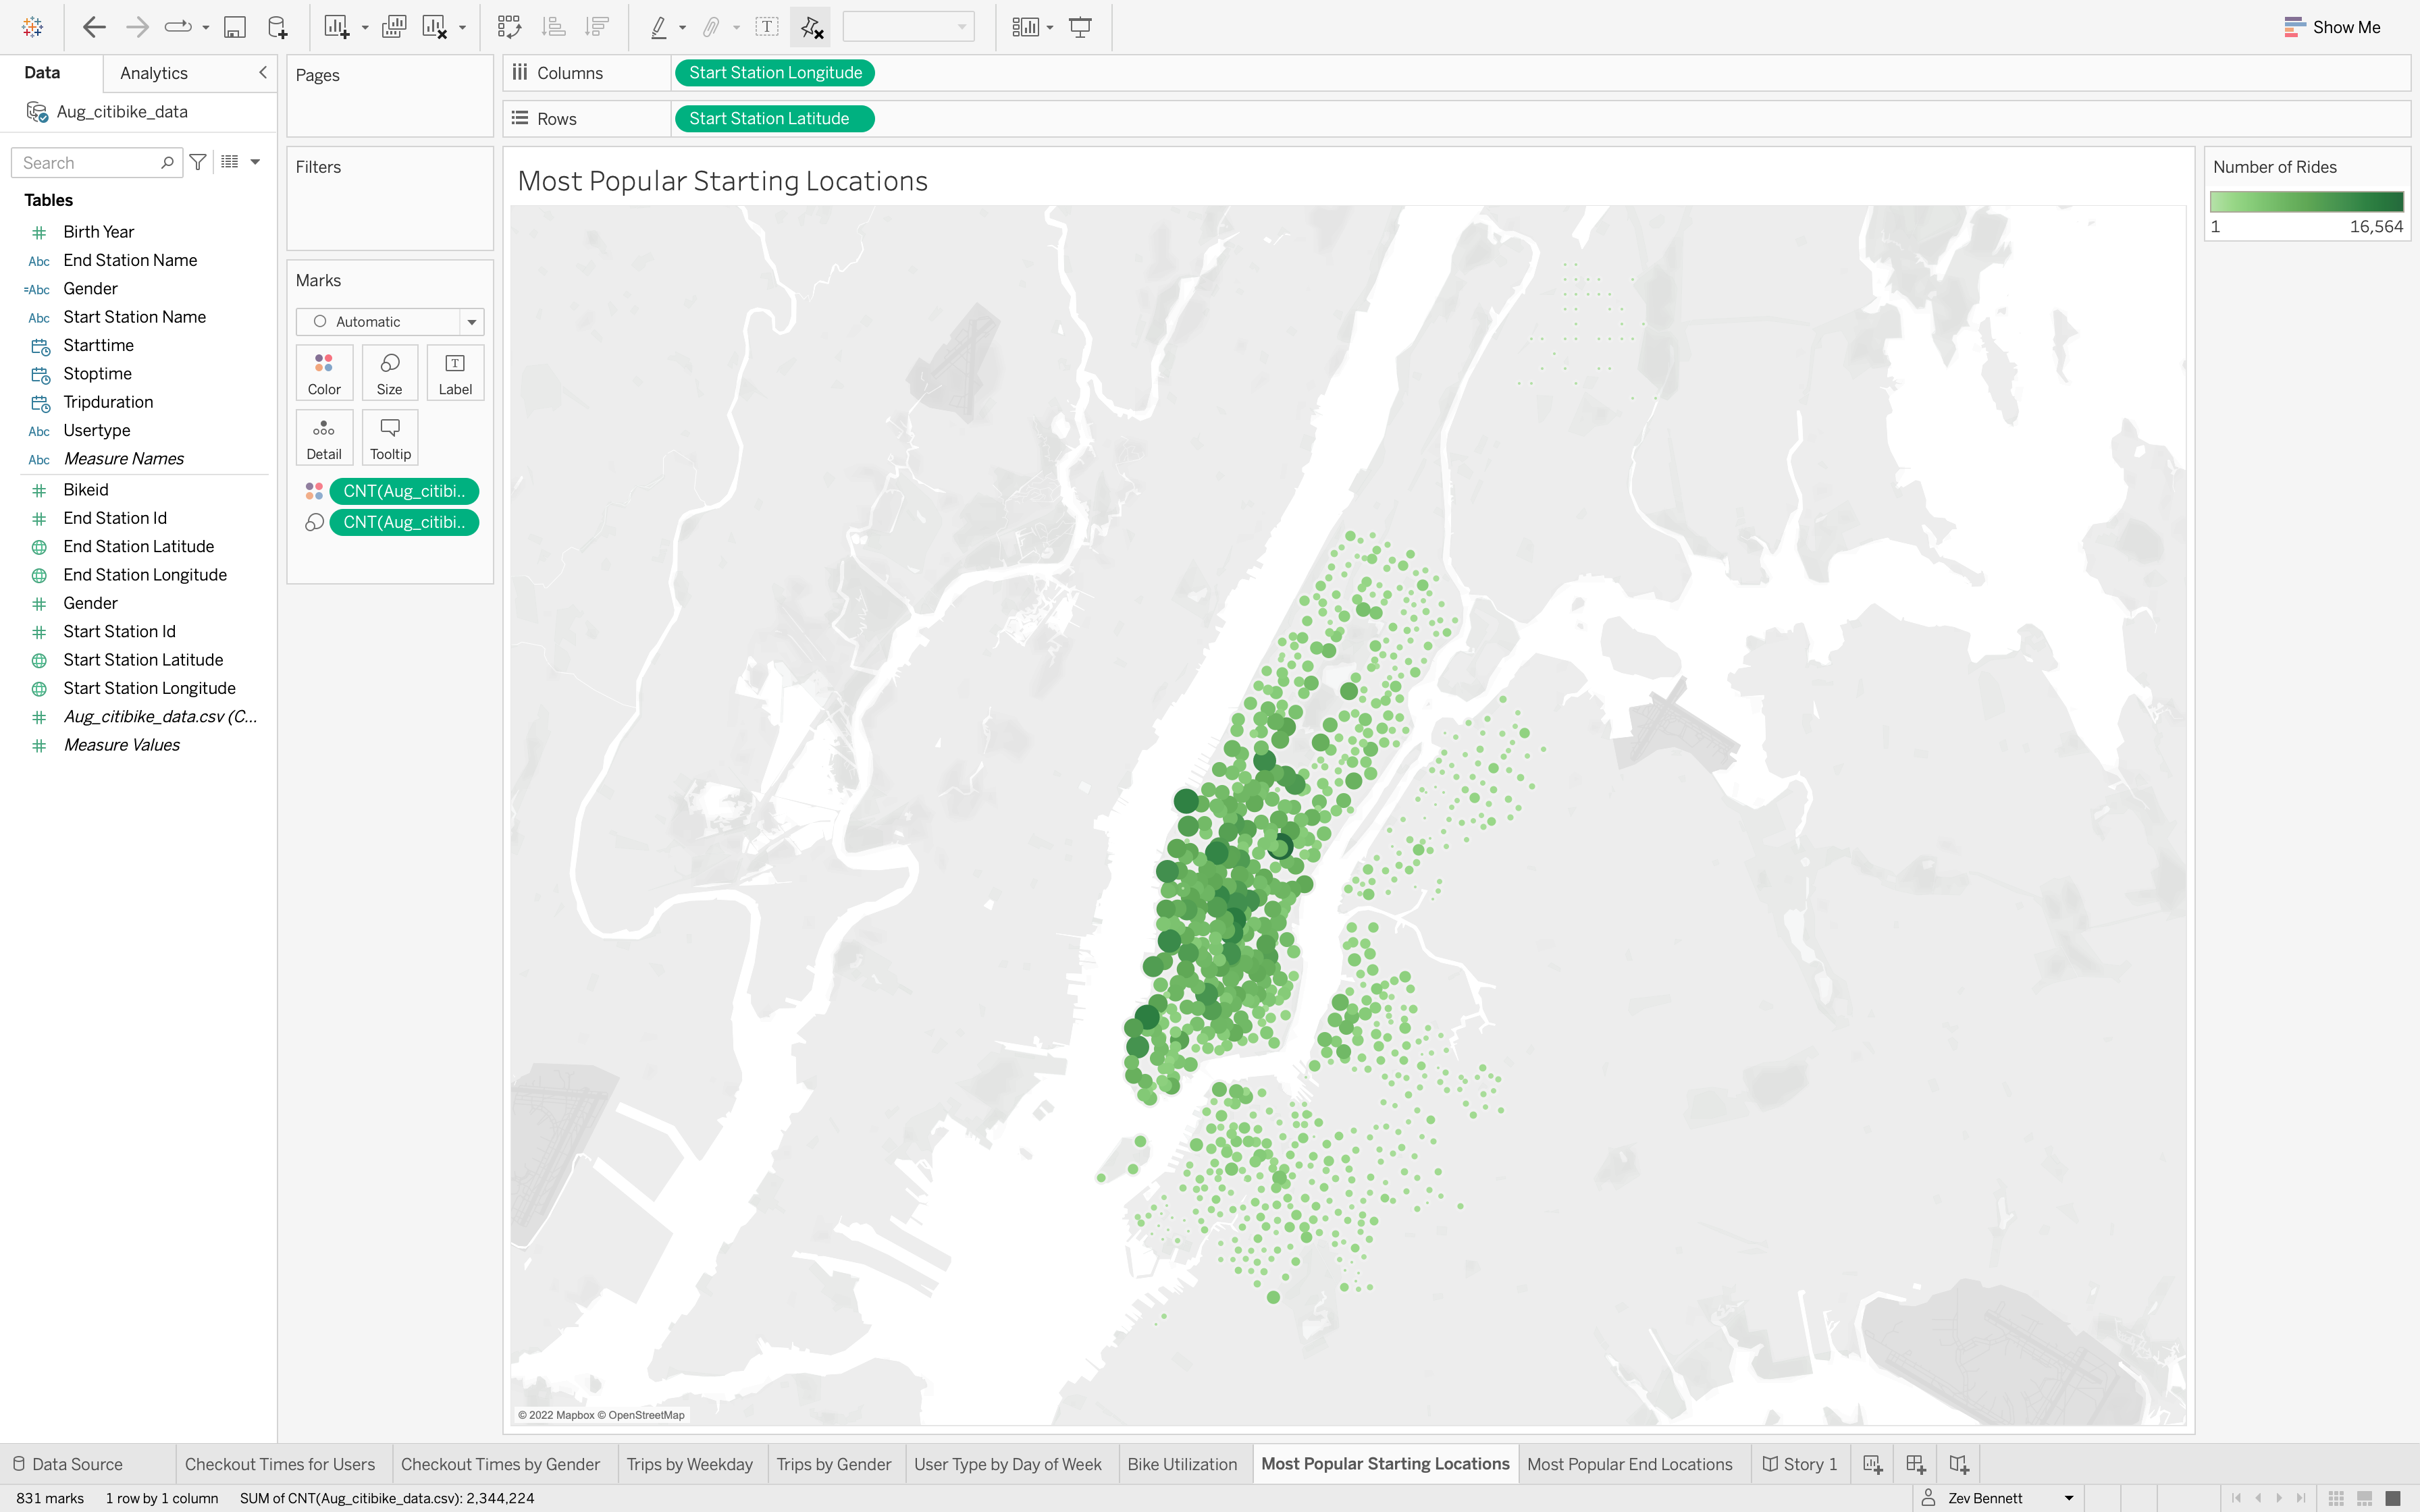 Show Me
Data
Analytics
Aug_citibike_data
Search
Tables
Birth Year
Abc End Station Name
=Abc Gender
Abc Start Station Name
Starttime
Stoptime
Tripduration
Abc Usertype
Abc Measure Names
Bikeid
End Station Id
End Station Latitude
End Station Longitude
Gender
Start Station Id
Start Station Latitude
Start Station Longitude
Aug_citibike_data.csv (C...
Measure Values
Pages
Filters
Marks
Automatic
Color
Size
T
Label
Detail
Tooltip
CNT(Aug_citibi..
CNT(Aug_citibi..
Columns
Start Station Longitude
Rows
Start Station Latitude
Most Popular Starting Locations
© 2022 Mapbox © OpenStreetMap
Number of Rides
1
16,564
Data Source
Checkout Times for Users
Checkout Times by Gender
Trips by Weekday
Trips by Gender
User Type by Day of Week
Bike Utilization
Most Popular Starting Locations
Most Popular End Locations
Story 1
831 marks
1 row by 1 column
SUM of CNT(Aug_citibike_data.csv): 2,344,224
Zev Bennett